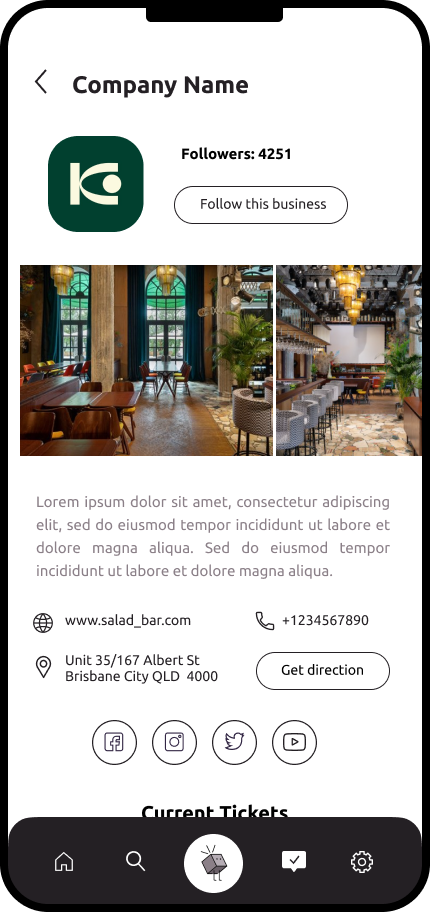 Company Name
Followers: 4251
Follow this business
Lorem ipsum dolor sit amet, consectetur adipiscing
elit, sed do eiusmod tempor incididunt ut labore et
dolore magna aliqua. Sed do eiusmod tempor
incididunt ut labore et dolore magna aliqua.
www.salad_bar.com
+1234567890
Unit 35/167 Albert St
Brisbane City QLD 4000
Get direction
Current Tickets